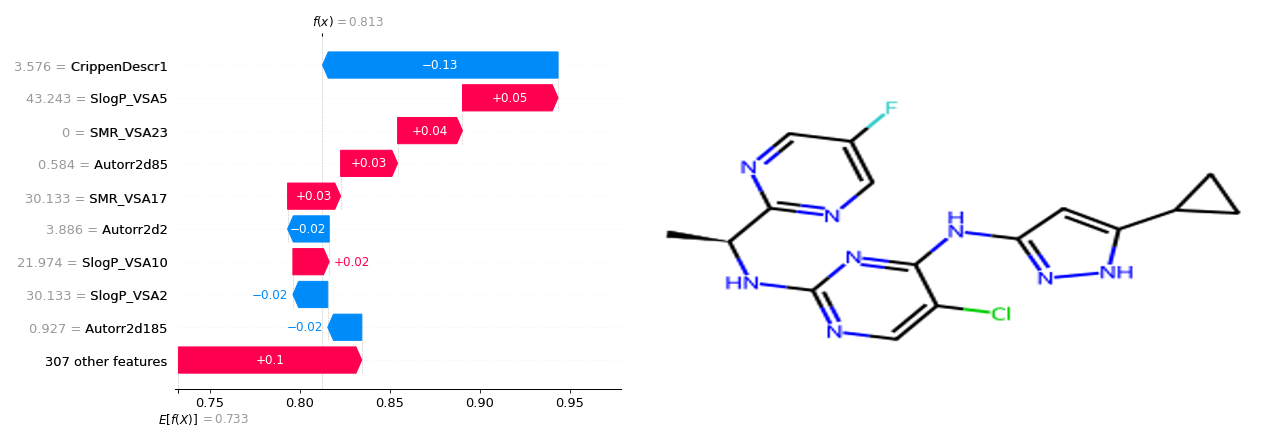 f(x) = 0.813
3.576 = CrippenDescr1
−0.13
43.243 = SlogP_VSA5
+0.05
0 = SMR_VSA23
+0.04
0.584 = Autorr2d85
+0.03
30.133 = SMR_VSA17
+0.03
3.886 = Autorr2d2
−0.02
21.974 = SlogP_VSA10
+0.02
30.133 = SlogP_VSA2
−0.02
0.927 = Autorr2d185
−0.02
307 other features
+0.1
0.75 0.80 0.85 0.90 0.95
E[f(X)] = 0.733
F
N
N
H
N
N
HN
N
NH
N
Cl